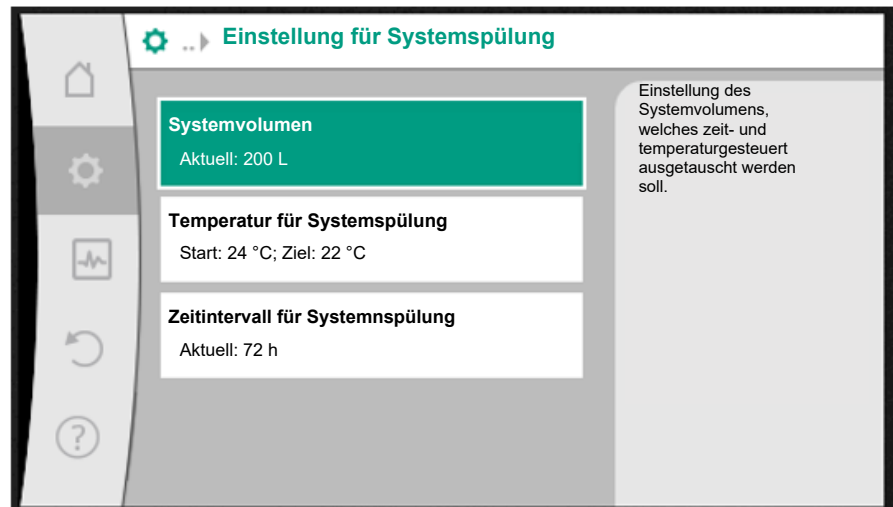 .. Einstellung für Systemspülung
Systemvolumen
Aktuell: 200 L
Temperatur für Systemspülung
Start: 24 °C; Ziel: 22 °C
Zeitintervall für Systemnspülung
Aktuell: 72 h
Einstellung des
Systemvolumens,
welches zeit- und
temperaturgesteuert
ausgetauscht werden
soll.
?